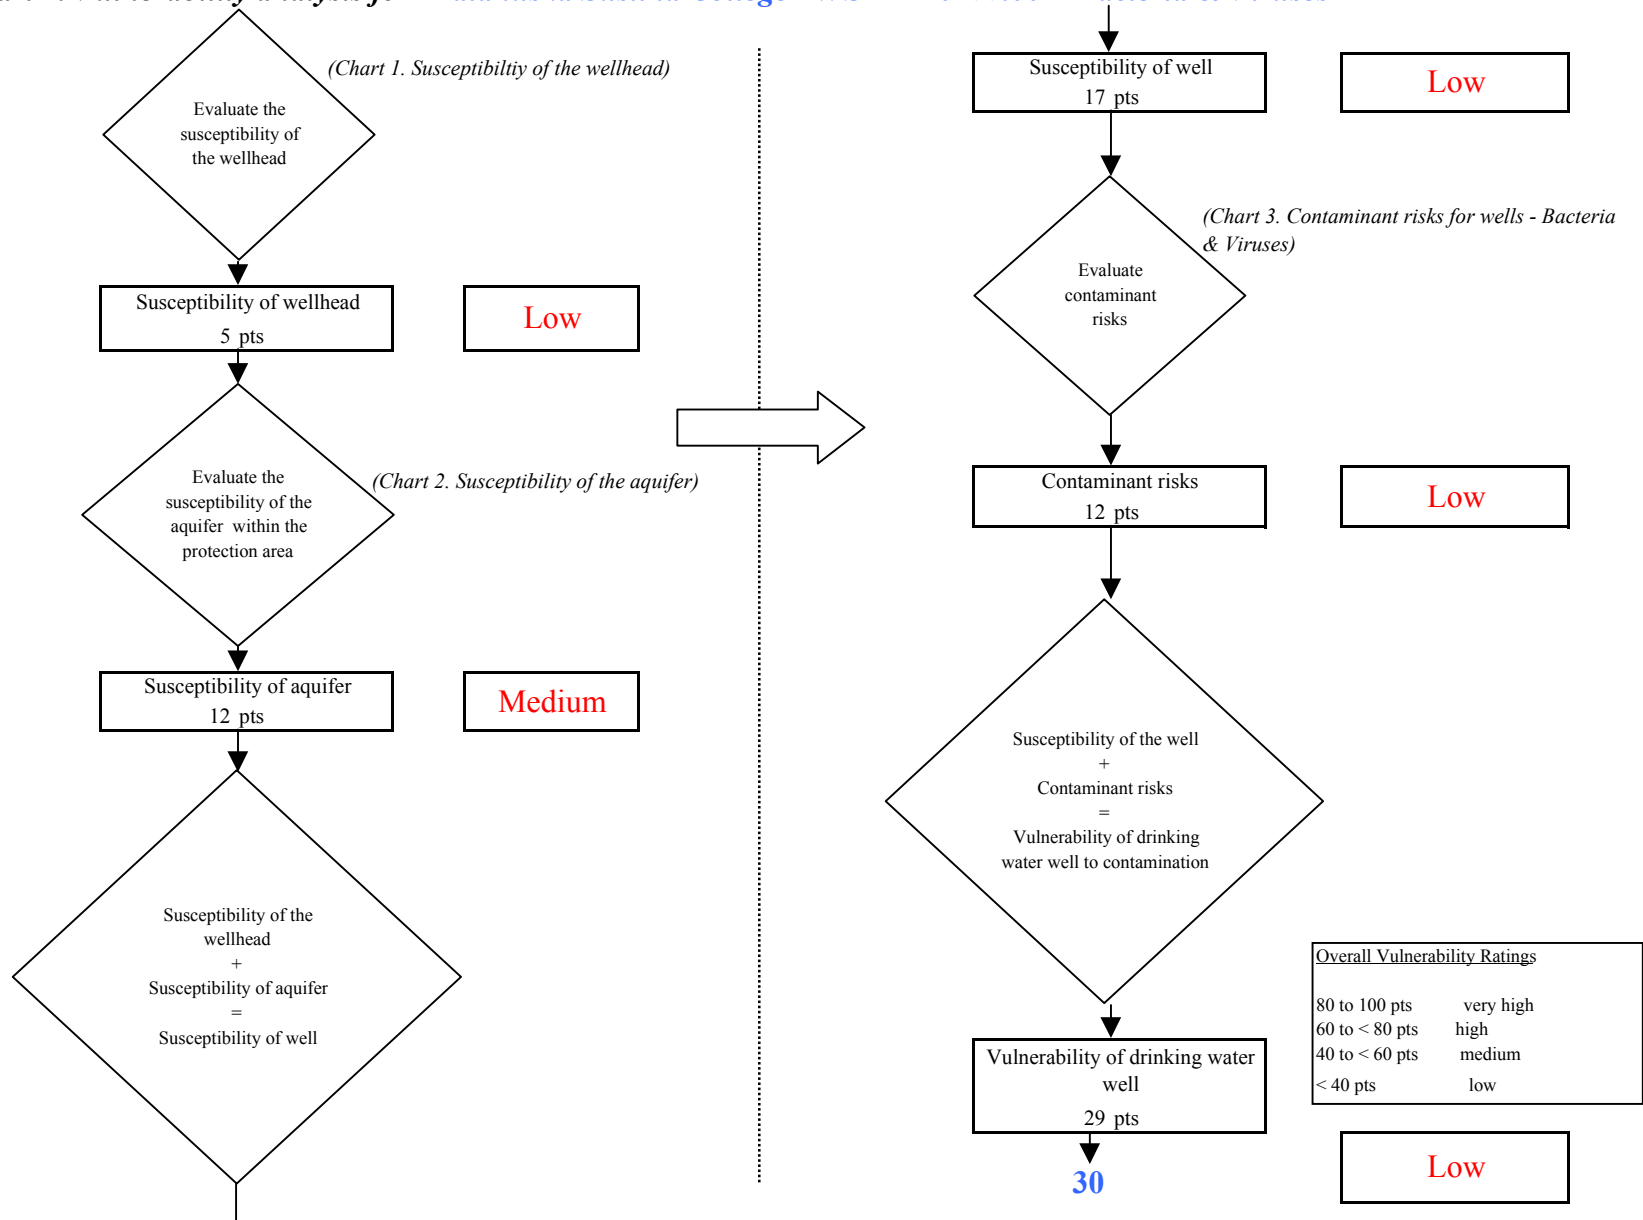 (Chart 1. Susceptibiltiy of the wellhead)
Evaluate the
susceptibility of
the wellhead
Susceptibility of wellhead
5 pts
Low
Evaluate the
susceptibility of the
aquifer within the
protection area
(Chart 2. Susceptibility of the aquifer)
Susceptibility of aquifer
12 pts
Medium
Susceptibility of the
wellhead
+
Susceptibility of aquifer
=
Susceptibility of well
Susceptibility of well
17 pts
Low
(Chart 3. Contaminant risks for wells - Bacteria
& Viruses)
Evaluate
contaminant
risks
Contaminant risks
12 pts
Low
Susceptibility of the well
+
Contaminant risks
=
Vulnerability of drinking
water well to contamination
Overall Vulnerability Ratings
80 to 100 pts very high
60 to < 80 pts high
40 to < 60 pts medium
< 40 pts low
Vulnerability of drinking water
well
29 pts
30
Low